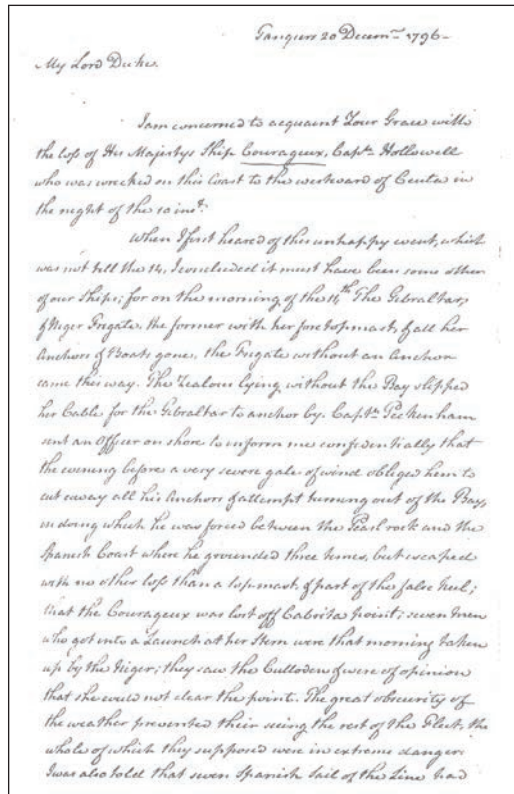 Tangiers 20 Decemr. 1796-
My Lord Duke.
I am concerned to acquaint Your Grace with
the loss of His Majestys Ship Courageux, Captn Hollowell
who was wrecked on this Coast to the westward of Ceuta in
the night of the 10 inst.
When I first heard of this unhappy event, which
was not till the 14, I concluded it must have been some other
of our Ships; for on the morning of the 11th The Gibraltar,
& Niger Frigate, the former with her foretopmast & all her
Anchors & Boats gone, the Frigate without an Anchor
came this way. The Zealous lying without the Bay slipped
her Cable for the Gibraltar to anchor by. Captn Peckenham
sent an Officer on shore to inform me confidentially that
the evening before a very severe gale of wind obliged him to
cut away all his Anchors & attempt turning out of the Bay,
in doing which he was forced between the Pearl rock and the
Spanish Coast where he grounded three times, but escaped
with no other loss than a topmast & part of the false keel;
that the Courageux was lost off Cabrita point; seven men
who got into a Launch at her Stern were that morning taken
up by the Niger; they saw the Culloden & were of opinion
that she could not clear the point. The great obscurity of
the weather prevented their seeing the rest of the Fleet, the
whole of which they supposed were in extreme danger.
I was also told that seven Spanish Sail of the Line had